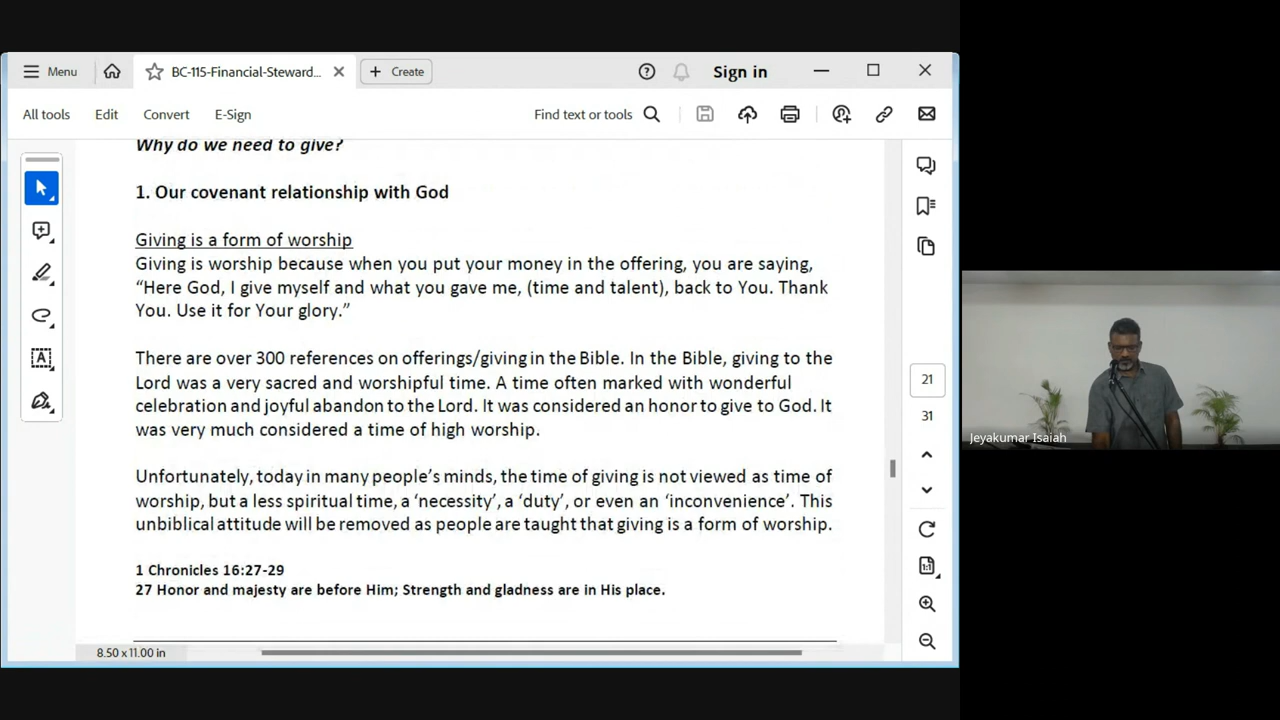 Menu
BC-115-Financial-Steward...
Create
Sign in
All tools
Edit
Convert
E-Sign
Find text or tools
Why do we need to give?
1. Our covenant relationship with God
Giving is a form of worship
Giving is worship because when you put your money in the offering, you are saying,
“Here God, I give myself and what you gave me, (time and talent), back to You. Thank
You. Use it for Your glory.”
There are over 300 references on offerings/giving in the Bible. In the Bible, giving to the
Lord was a very sacred and worshipful time. A time often marked with wonderful
celebration and joyful abandon to the Lord. It was considered an honor to give to God. It
was very much considered a time of high worship.
Unfortunately, today in many people’s minds, the time of giving is not viewed as time of
worship, but a less spiritual time, a ‘necessity’, a ‘duty’, or even an ‘inconvenience’. This
unbiblical attitude will be removed as people are taught that giving is a form of worship.
1 Chronicles 16:27-29
27 Honor and majesty are before Him; Strength and gladness are in His place.
8.50 x 11.00 in
21
31
1:1
Jeyakumar Isaiah